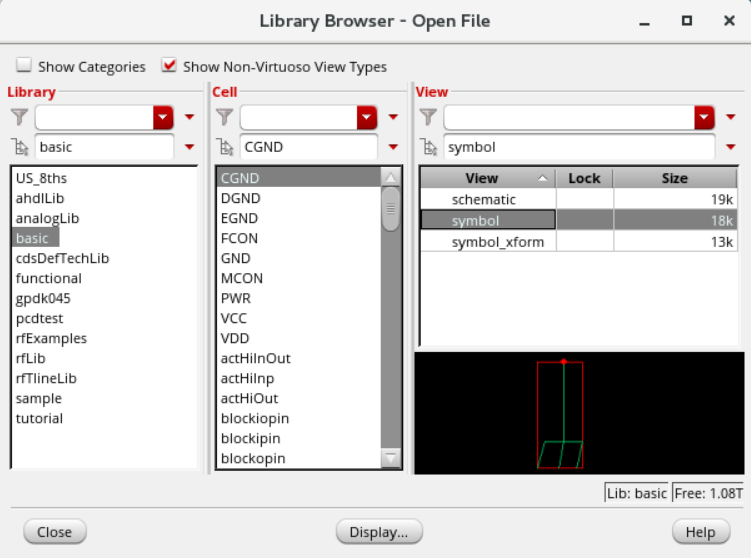 Library Browser - Open File
Show Categories
Show Non-Virtuoso View Types
Library
basic
US_8ths
ahdlLib
analogLib
basic
cdsDefTechLib
functional
gpdk045
pcdtest
rfExamples
rfLib
rfTlineLib
sample
tutorial
Cell
CGND
CGND
DGND
EGND
FCON
GND
MCON
PWR
VCC
VDD
actHiInOut
actHiInp
actHiOut
blockiopin
blockipin
blockopin
View
symbol
View Lock Size
schematic 19k
symbol 18k
symbol_xform 13k
Lib: basic Free: 1.08T
Close Display... Help